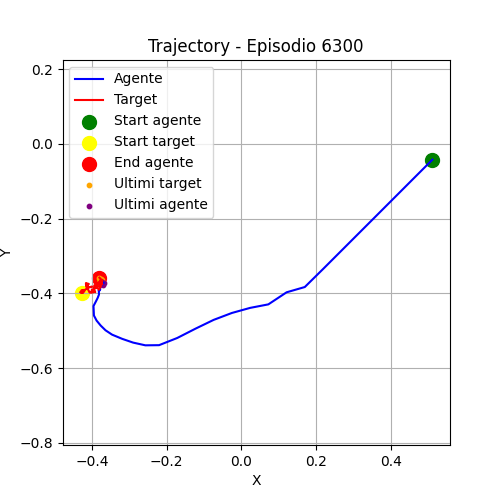 Trajectory - Episodio 6300
Agente
Target
Start agente
Start target
End agente
Ultimi target
Ultimi agente
0.2
0.0
−0.2
−0.4
−0.6
−0.8
Y
−0.4
−0.2
0.0
0.2
0.4
X